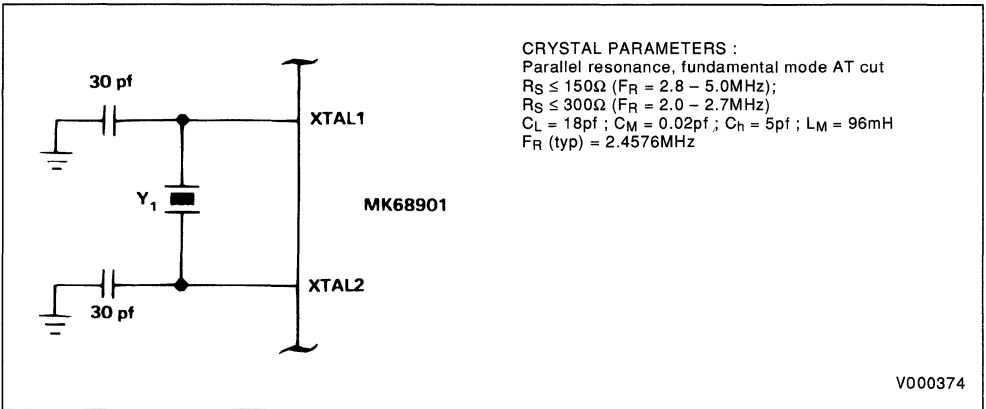 30 pf
XTAL1
Y1
MK68901
XTAL2
30 pf
CRYSTAL PARAMETERS :
Parallel resonance, fundamental mode AT cut
RS ≤ 150Ω (FR = 2.8 – 5.0MHz);
RS ≤ 300Ω (FR = 2.0 – 2.7MHz)
CL = 18pf ; CM = 0.02pf ; Ch = 5pf ; LM = 96mH
FR (typ) = 2.4576MHz
V000374